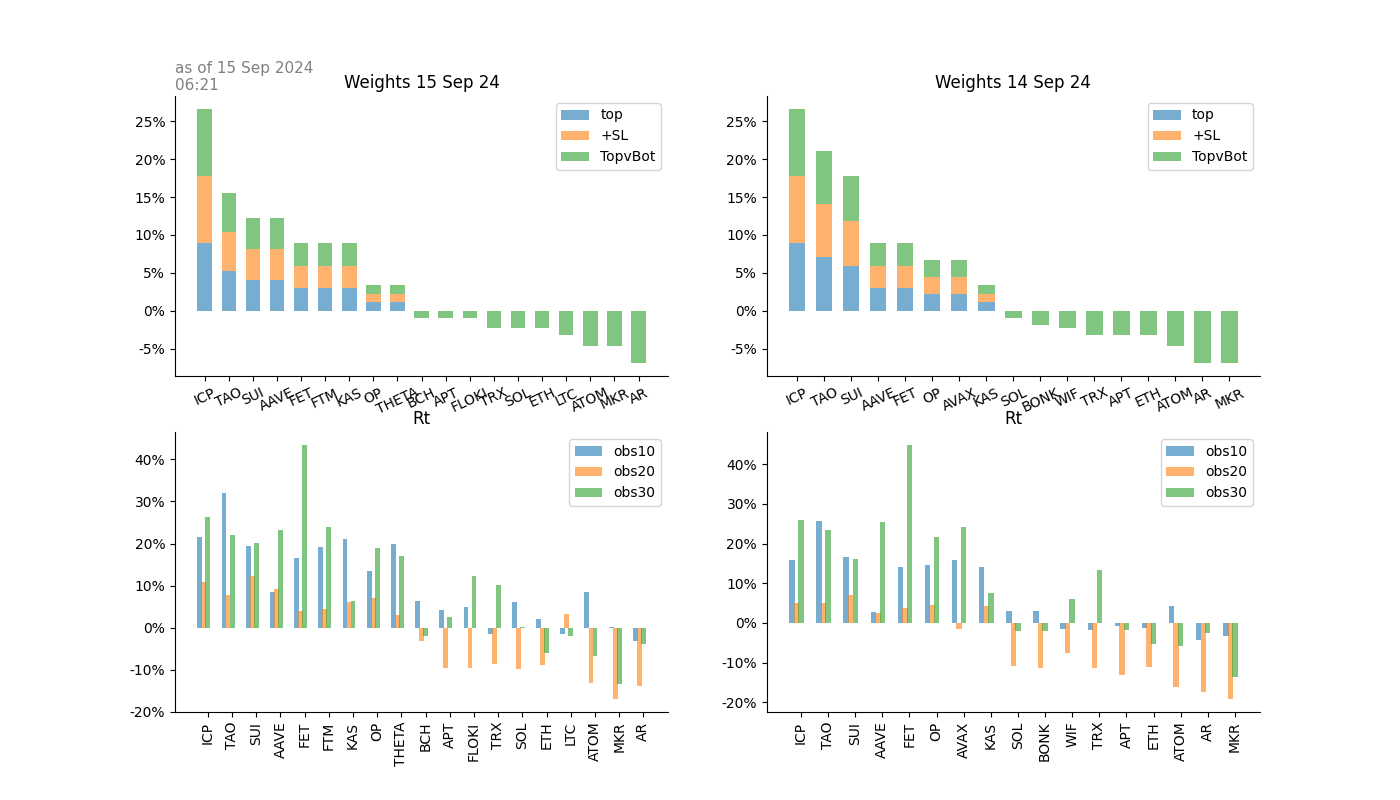 as of 15 Sep 2024
06:21
Weights 15 Sep 24
25%
20%
15%
10%
5%
0%
-5%
top
+SL
TopvBot
ICP TAO SUI AAVE FET FTM KAS OP THETA BCH APT FLOKI TRX SOL ETH LTC ATOM MKR AR
Weights 14 Sep 24
25%
20%
15%
10%
5%
0%
-5%
top
+SL
TopvBot
ICP TAO SUI AAVE FET OP AVAX KAS SOL BONK WIF TRX APT ETH ATOM AR MKR
Rt
40%
30%
20%
10%
0%
-10%
-20%
obs10
obs20
obs30
ICP TAO SUI AAVE FET FTM KAS OP THETA BCH APT FLOKI TRX SOL ETH LTC ATOM MKR AR
Rt
40%
30%
20%
10%
0%
-10%
-20%
obs10
obs20
obs30
ICP TAO SUI AAVE FET OP AVAX KAS SOL BONK WIF TRX APT ETH ATOM AR MKR